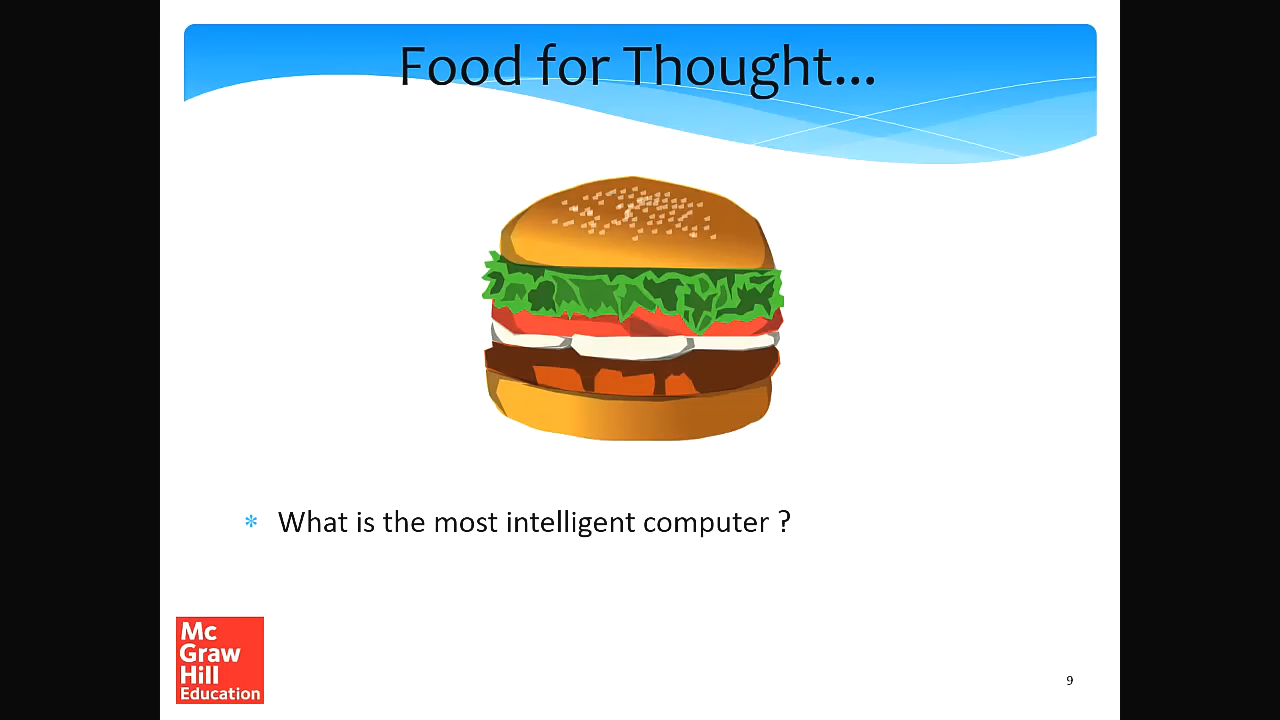 Food for Thought...
* What is the most intelligent computer ?
Mc
Graw
Hill
Education
9